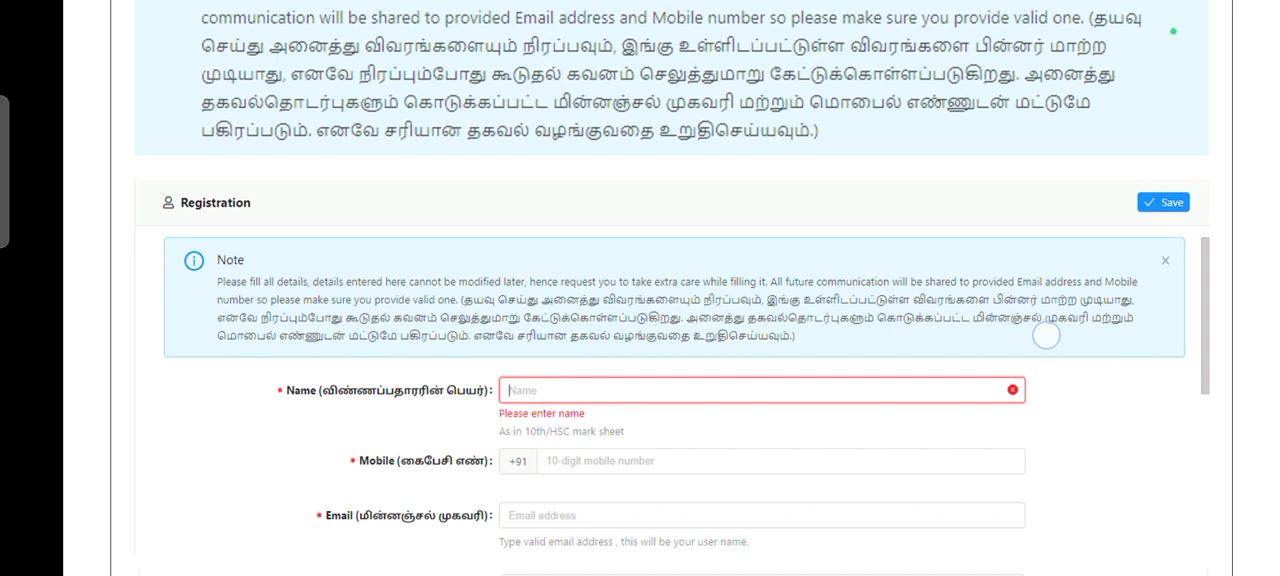 communication will be shared to provided Email address and Mobile number so please make sure you provide valid one. (தயவு
செய்து அனைத்து விவரங்களையும் நிரப்பவும், இங்கு உள்ளிடப்பட்டுள்ள விவரங்களை பின்னர் மாற்ற
முடியாது, எனவே நிரப்பும்போது கூடுதல் கவனம் செலுத்துமாறு கேட்டுக்கொள்ளப்படுகிறது. அனைத்து
தகவல்தொடர்புகளும் கொடுக்கப்பட்ட மின்னஞ்சல் முகவரி மற்றும் மொபைல் எண்ணுடன் மட்டுமே
பகிரப்படும். எனவே சரியான தகவல் வழங்குவதை உறுதிசெய்யவும்.)
Registration
Save
Note
Please fill all details, details entered here cannot be modified later, hence request you to take extra care while filling it. All future communication will be shared to provided Email address and Mobile
number so please make sure you provide valid one. (தயவு செய்து அனைத்து விவரங்களையும் நிரப்பவும், இங்கு உள்ளிடப்பட்டுள்ள விவரங்களை பின்னர் மாற்ற முடியாது,
எனவே நிரப்பும்போது கூடுதல் கவனம் செலுத்துமாறு கேட்டுக்கொள்ளப்படுகிறது. அனைத்து தகவல்தொடர்புகளும் கொடுக்கப்பட்ட மின்னஞ்சல் முகவரி மற்றும்
மொபைல் எண்ணுடன் மட்டுமே பகிரப்படும். எனவே சரியான தகவல் வழங்குவதை உறுதிசெய்யவும்.)
* Name (விண்ணப்பதாரரின் பெயர்) : Name
Please enter name
As in 10th/HSC mark sheet
* Mobile (கைபேசி எண்) : +91 10-digit mobile number
* Email (மின்னஞ்சல் முகவரி) : Email address
Type valid email address , this will be your user name.